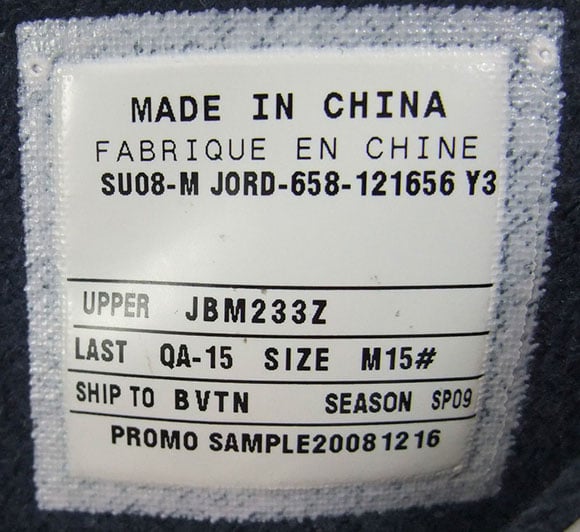 MADE IN CHINA
FABRIQUE EN CHINE
SU08-M JORD-658-121656 Y3
UPPER JBM233Z
LAST QA-15 SIZE M15#
SHIP TO BVTN SEASON SP09
PROMO SAMPLE20081216